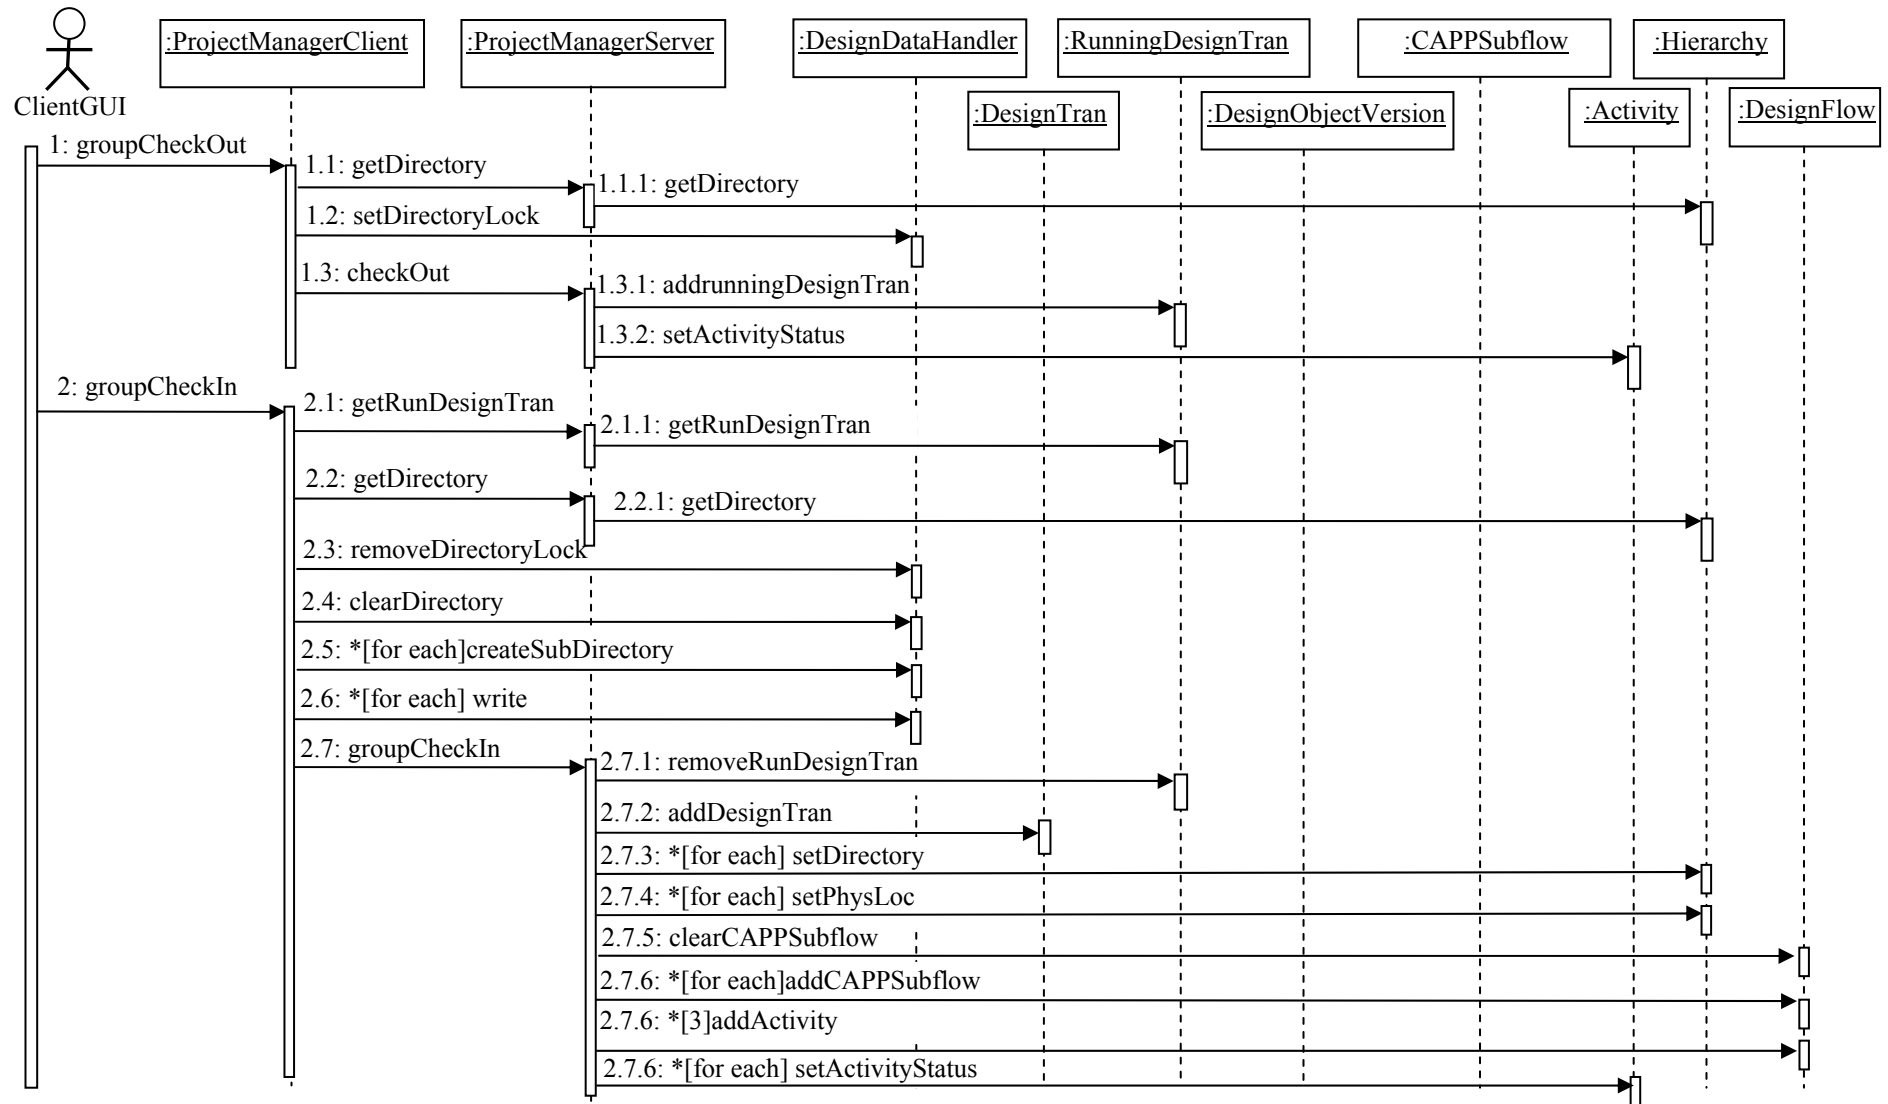 :ProjectManagerClient
:ProjectManagerServer
:DesignDataHandler
:RunningDesignTran
:CAPPSubflow
:Hierarchy
ClientGUI
:DesignTran
:DesignObjectVersion
:Activity
:DesignFlow
1: groupCheckOut
1.1: getDirectory
1.1.1: getDirectory
1.2: setDirectoryLock
1.3: checkOut
1.3.1: addrunningDesignTran
1.3.2: setActivityStatus
2: groupCheckIn
2.1: getRunDesignTran
2.1.1: getRunDesignTran
2.2: getDirectory
2.2.1: getDirectory
2.3: removeDirectoryLock
2.4: clearDirectory
2.5: *[for each]createSubDirectory
2.6: *[for each] write
2.7: groupCheckIn
2.7.1: removeRunDesignTran
2.7.2: addDesignTran
2.7.3: *[for each] setDirectory
2.7.4: *[for each] setPhysLoc
2.7.5: clearCAPPSubflow
2.7.6: *[for each]addCAPPSubflow
2.7.6: *[3]addActivity
2.7.6: *[for each] setActivityStatus